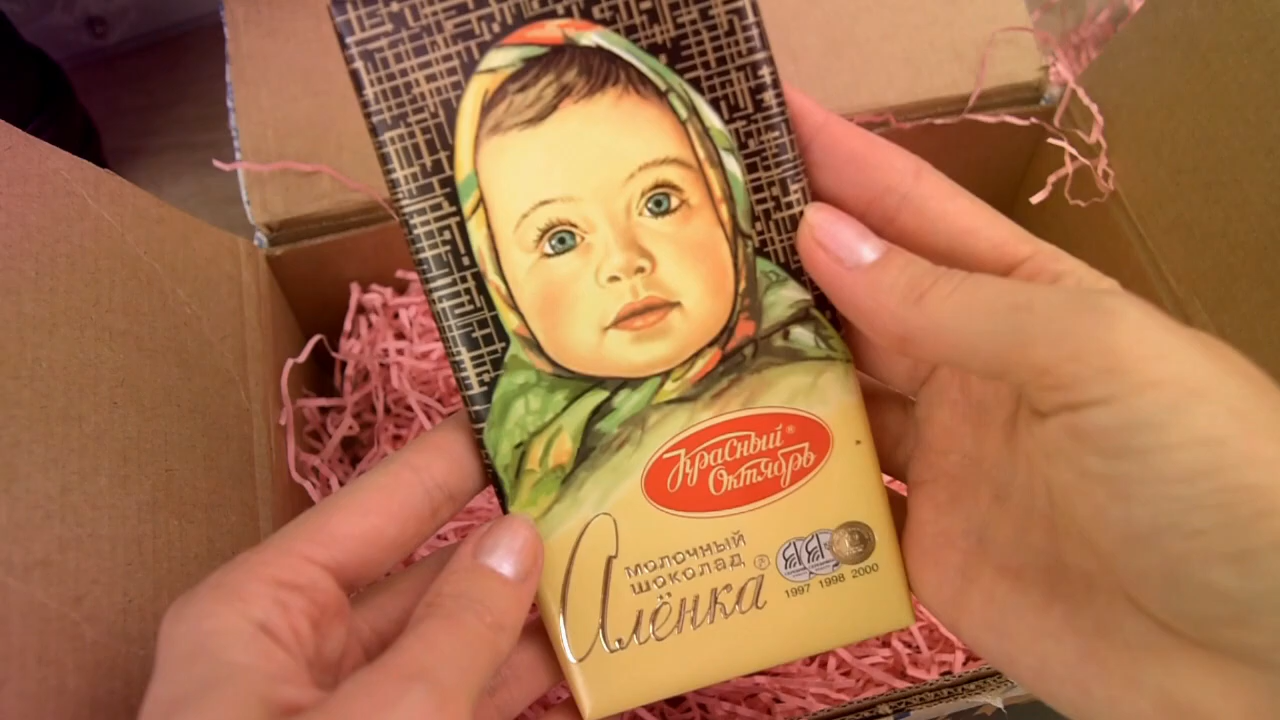 Красный®
Октябрь
молочный
шоколад
Алёнка®
1997 1998 2000